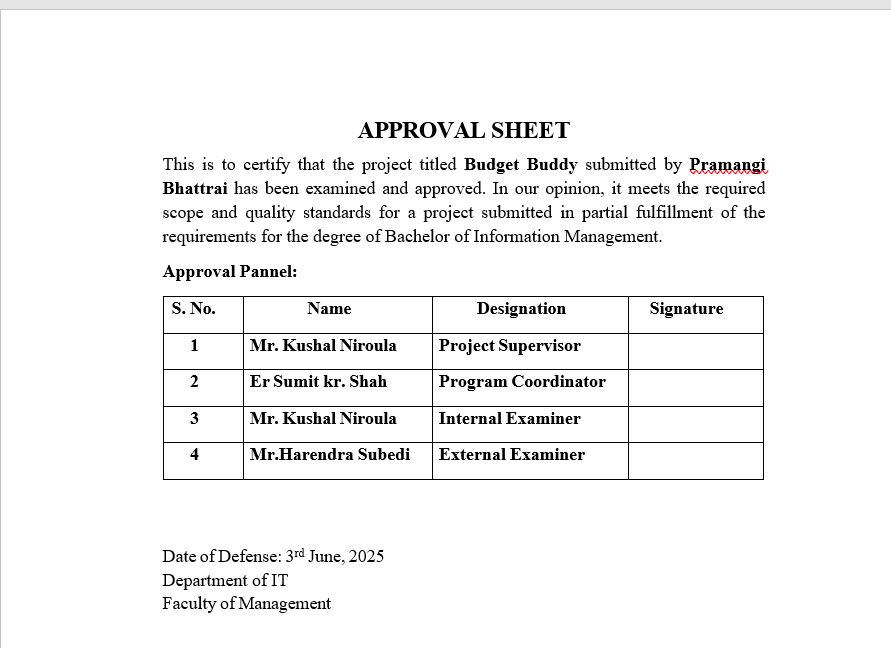 APPROVAL SHEET
This is to certify that the project titled Budget Buddy submitted by Pramangi
Bhattrai has been examined and approved. In our opinion, it meets the required
scope and quality standards for a project submitted in partial fulfillment of the
requirements for the degree of Bachelor of Information Management.
Approval Pannel:
S. No. Name Designation Signature
1 Mr. Kushal Niroula Project Supervisor
2 Er Sumit kr. Shah Program Coordinator
3 Mr. Kushal Niroula Internal Examiner
4 Mr.Harendra Subedi External Examiner
Date of Defense: 3rd June, 2025
Department of IT
Faculty of Management